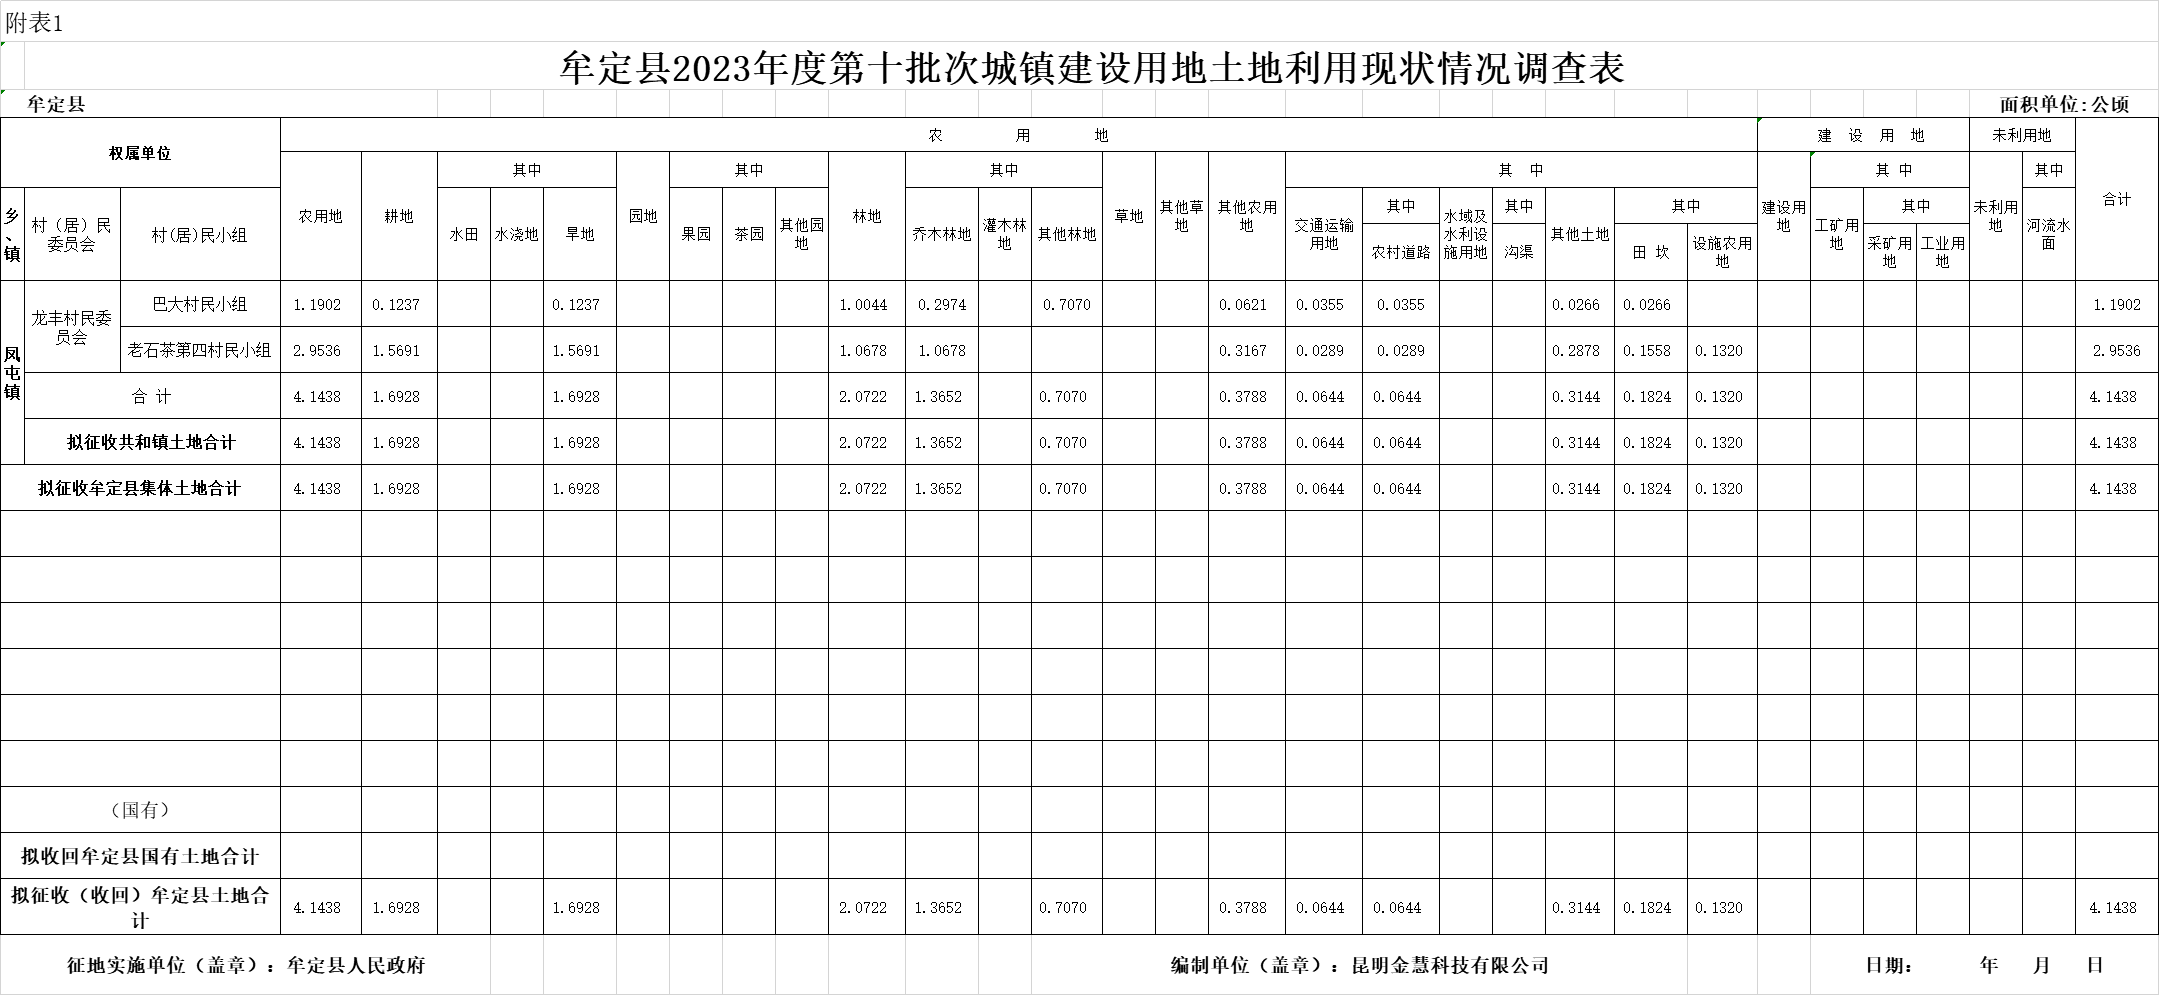 附表1
牟定县2023年度第十批次城镇建设用地土地利用现状情况调查表
牟定县 面积单位:公顷
权属单位 农 用 地 建 设 用 地 未利用地 合计
农用地 耕地 其中 园地 其中 林地 其中 草地 其他草地 其他农用地 其 中 建设用地 其 中 未利用地 其中
乡、镇 村（居）民委员会 村(居)民小组 水田 水浇地 旱地 果园 茶园 其他园地 乔木林地 灌木林地 其他林地 交通运输用地 其中 水域及水利设施用地 其中 其他土地 其中 工矿用地 其中 河流水面
农村道路 沟渠 田 坎 设施农用地 采矿用地 工业用地
凤屯镇 龙丰村民委员会 巴大村民小组 1.1902 0.1237 0.1237 1.0044 0.2974 0.7070 0.0621 0.0355 0.0355 0.0266 0.0266 1.1902
老石茶第四村民小组 2.9536 1.5691 1.5691 1.0678 1.0678 0.3167 0.0289 0.0289 0.2878 0.1558 0.1320 2.9536
合 计 4.1438 1.6928 1.6928 2.0722 1.3652 0.7070 0.3788 0.0644 0.0644 0.3144 0.1824 0.1320 4.1438
拟征收共和镇土地合计 4.1438 1.6928 1.6928 2.0722 1.3652 0.7070 0.3788 0.0644 0.0644 0.3144 0.1824 0.1320 4.1438
拟征收牟定县集体土地合计 4.1438 1.6928 1.6928 2.0722 1.3652 0.7070 0.3788 0.0644 0.0644 0.3144 0.1824 0.1320 4.1438
（国有）
拟收回牟定县国有土地合计
拟征收（收回）牟定县土地合计 4.1438 1.6928 1.6928 2.0722 1.3652 0.7070 0.3788 0.0644 0.0644 0.3144 0.1824 0.1320 4.1438
征地实施单位（盖章）：牟定县人民政府 编制单位（盖章）：昆明金慧科技有限公司 日期： 年 月 日